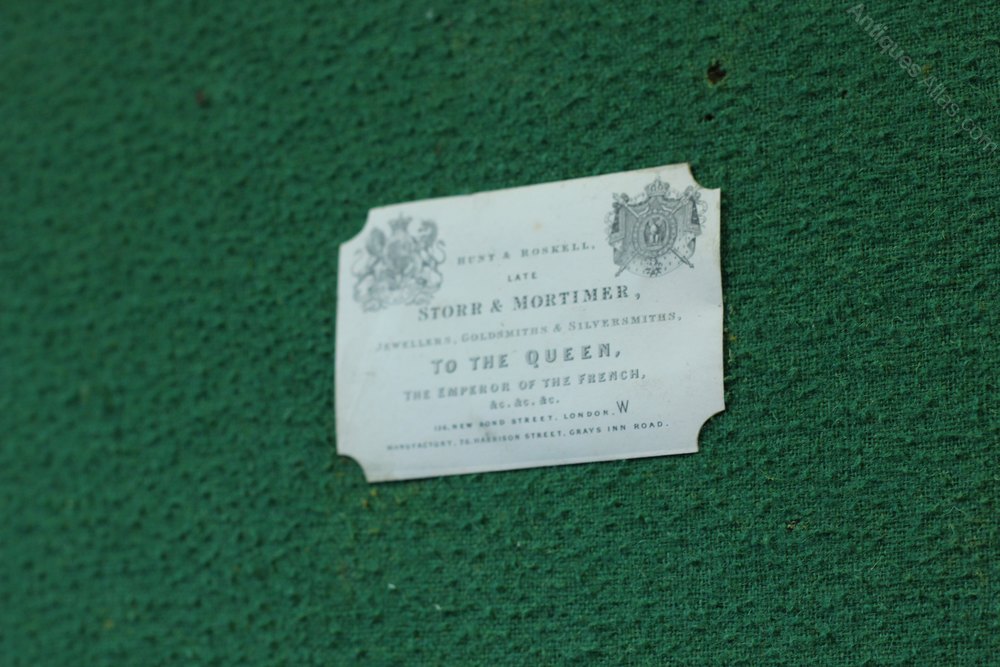 HUNT & ROSKELL,
LATE
STORR & MORTIMER,
JEWELLERS, GOLDSMITHS & SILVERSMITHS,
TO THE QUEEN,
THE EMPEROR OF THE FRENCH,
&c. &c. &c.
156, NEW BOND STREET, LONDON. W
MANUFACTORY, 26, HARRISON STREET, GRAYS INN ROAD.
AntiquesAtlas.com